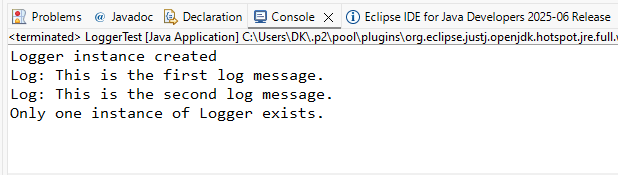 Problems @ Javadoc Declaration Console × Eclipse IDE for Java Developers 2025-06 Release
<terminated> LoggerTest [Java Application] C:\Users\DK\.p2\pool\plugins\org.eclipse.justj.openjdk.hotspot.jre.full.
Logger instance created
Log: This is the first log message.
Log: This is the second log message.
Only one instance of Logger exists.